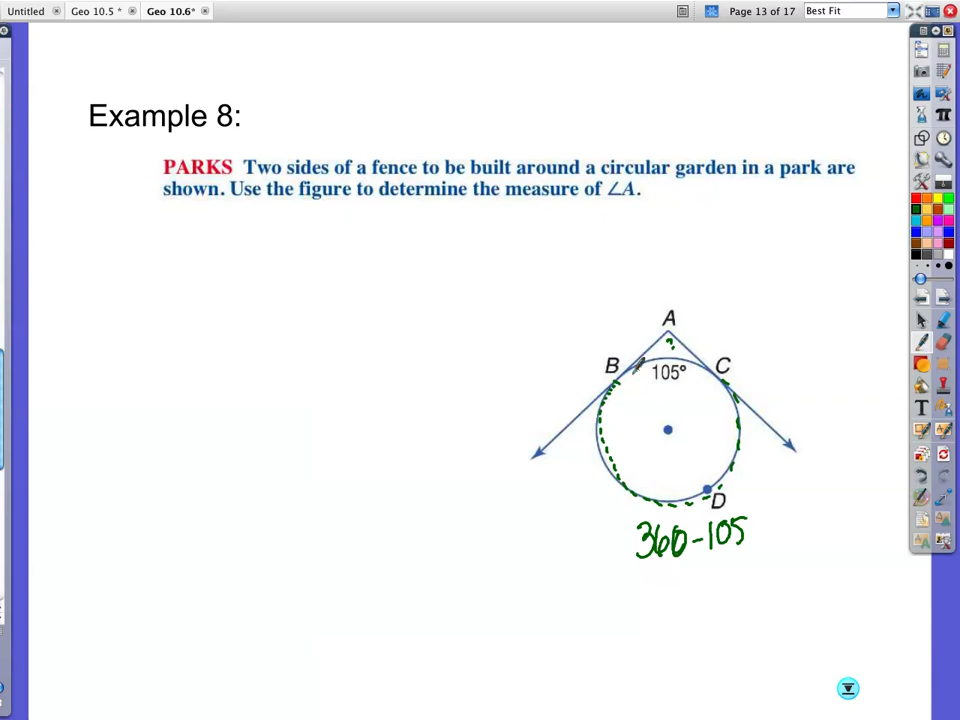 Untitled Geo 10.5 * Geo 10.6* Page 13 of 17 Best Fit
Example 8:
PARKS Two sides of a fence to be built around a circular garden in a park are
shown. Use the figure to determine the measure of ∠A.
A
?
B 105° C
D
360-105